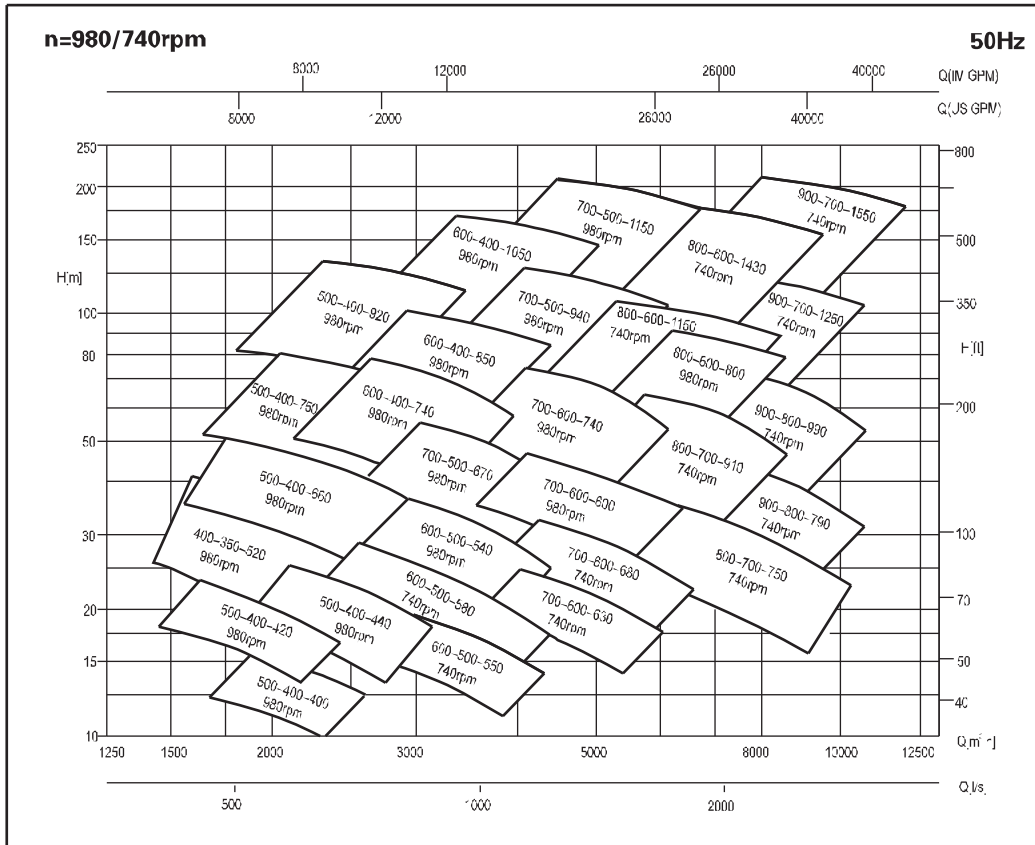 n=980/740rpm
50Hz
8000 12000 26000 40000 Q(IM GPM)
8000 12000 26000 40000 Q(US GPM)
250
200
150
H[m]
100
80
50
30
20
15
10
800
500
350
H[ft]
200
100
70
50
40
900-700-1550
740rpm
700-500-1150
980rpm
600-400-1050
980rpm
800-600-1430
740rpm
900-700-1250
740rpm
500-400-920
980rpm
700-500-940
980rpm
800-600-1160
740rpm
600-400-850
980rpm
800-500-800
980rpm
500-400-750
980rpm
600-400-740
980rpm
700-600-740
980rpm
900-800-990
740rpm
700-500-670
980rpm
800-700-910
740rpm
500-400-660
980rpm
700-600-600
980rpm
900-800-790
740rpm
400-350-520
980rpm
600-500-540
980rpm
700-600-680
740rpm
800-700-750
740rpm
600-500-580
740rpm
700-600-630
740rpm
500-400-420
980rpm
500-400-440
980rpm
600-500-550
740rpm
500-400-400
980rpm
1250 1500 2000 3000 5000 8000 10000 12500
500 1000 2000 Q[l/s]